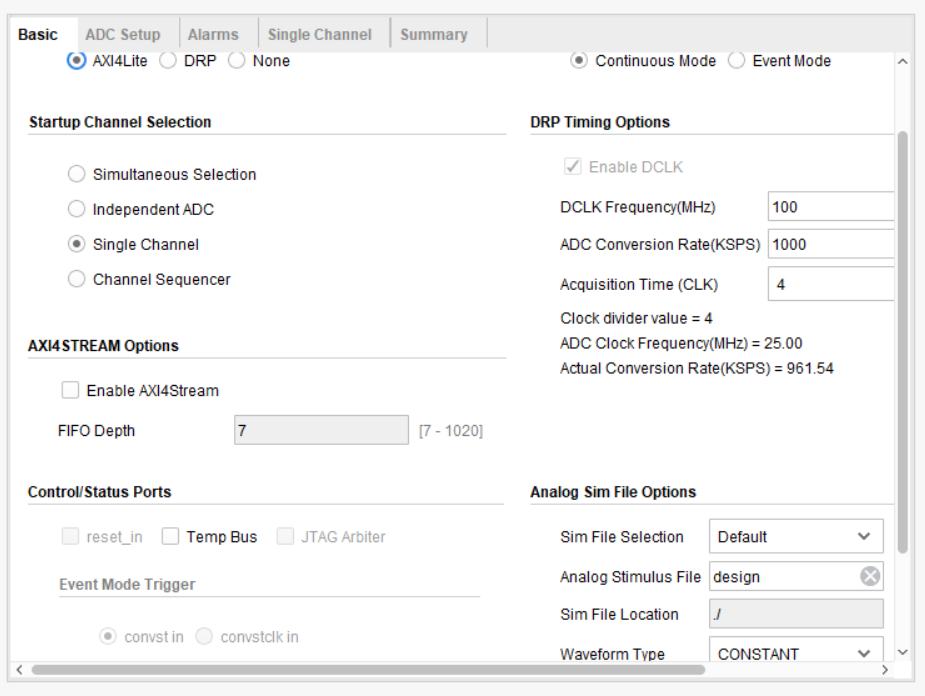 Basic ADC Setup Alarms Single Channel Summary
AXI4Lite DRP None
Continuous Mode Event Mode
Startup Channel Selection
Simultaneous Selection
Independent ADC
Single Channel
Channel Sequencer
DRP Timing Options
Enable DCLK
DCLK Frequency(MHz) 100
ADC Conversion Rate(KSPS) 1000
Acquisition Time (CLK) 4
Clock divider value = 4
ADC Clock Frequency(MHz) = 25.00
Actual Conversion Rate(KSPS) = 961.54
AXI4STREAM Options
Enable AXI4Stream
FIFO Depth 7 [7 - 1020]
Control/Status Ports
reset_in Temp Bus JTAG Arbiter
Event Mode Trigger
convst in convstclk in
Analog Sim File Options
Sim File Selection Default
Analog Stimulus File design
Sim File Location ./
Waveform Type CONSTANT